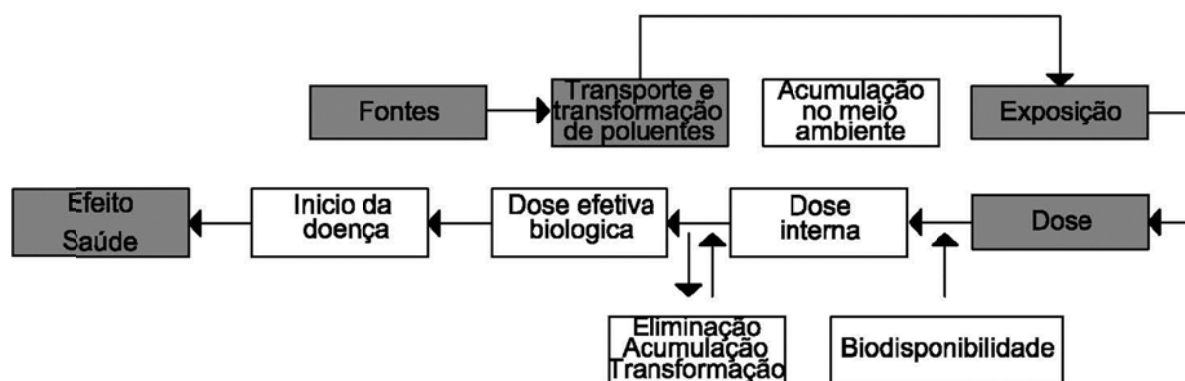 Fontes
Transporte e
transformação
de poluentes
Acumulação
no meio
ambiente
Exposição
Efeito
Saúde
Inicio da
doença
Dose efetiva
biologica
Dose
interna
Dose
Eliminação
Acumulação
Transformação
Biodisponibilidade